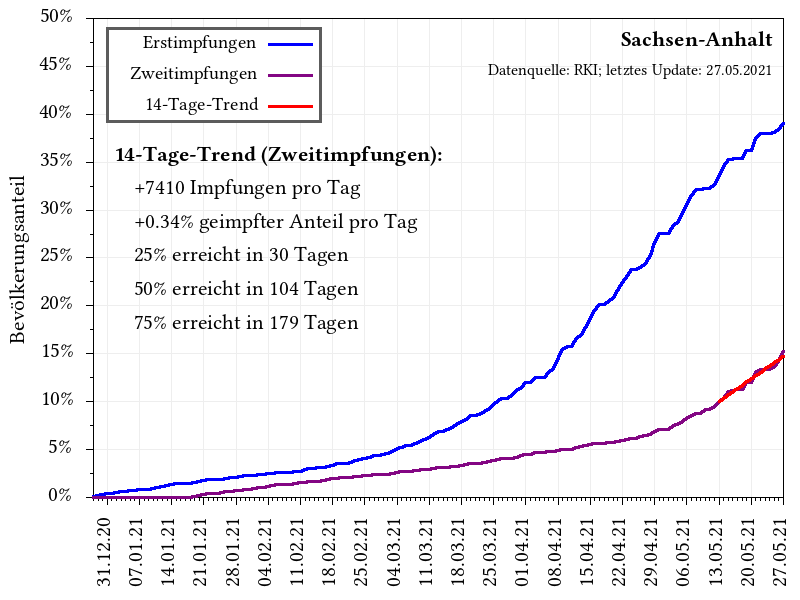 50%
45%
40%
35%
30%
25%
20%
15%
10%
5%
0%
Bevölkerungsanteil
Erstimpfungen
Zweitimpfungen
14-Tage-Trend
Sachsen-Anhalt
Datenquelle: RKI; letztes Update: 27.05.2021
14-Tage-Trend (Zweitimpfungen):
+7410 Impfungen pro Tag
+0.34% geimpfter Anteil pro Tag
25% erreicht in 30 Tagen
50% erreicht in 104 Tagen
75% erreicht in 179 Tagen
31.12.20
07.01.21
14.01.21
21.01.21
28.01.21
04.02.21
11.02.21
18.02.21
25.02.21
04.03.21
11.03.21
18.03.21
25.03.21
01.04.21
08.04.21
15.04.21
22.04.21
29.04.21
06.05.21
13.05.21
20.05.21
27.05.21